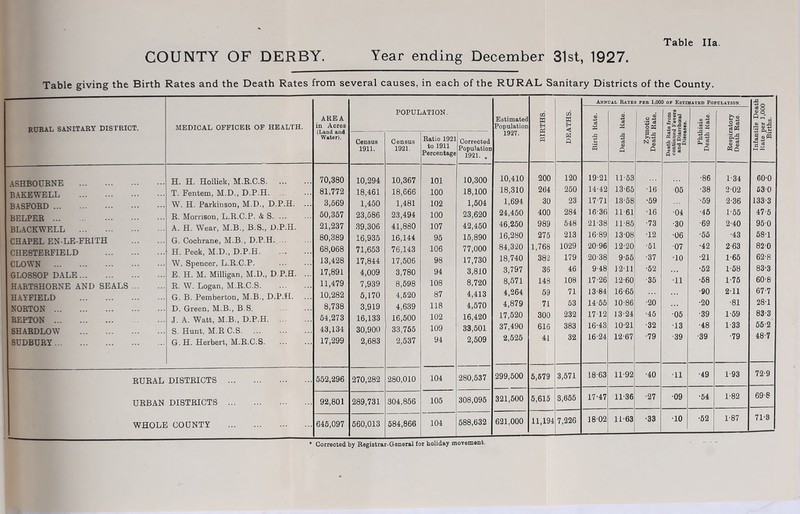 Table IIa.
COUNTY OF DERBY. Year ending December 31st, 1927.
Table giving the Birth Rates and the Death Rates from several causes, in each of the RURAL Sanitary Districts of the County.
RURAL SANITARY DISTRICT. | MEDICAL OFFICER OF HEALTH. | AREA in Acres (Land and Water). | POPULATION. Census 1911. | Census 1921 | Ratio 1921 to 1911 Percentage | Corrected Population 1921. * | Estimated Population 1927. | BIRTHS. | DEATHS. | ANNUAL RATES PER 1,000 OF ESTIMATED POPULATION Birth Rate. | Death Rate. | Zymotic Death Rate. | Death Rate from continued Fevers and Diarrhœal Diseases. | Phthisis Death Rate. | Respiratory Death Rate. | Infantile Death Rate per 1,000 Births.
ASHBOURNE | H. H. Hollick, M.R.C.S. | 70,380 | 10,294 | 10,367 | 101 | 10,300 | 10,410 | 200 | 120 | 19·21 | 11·53 | ... | ... | ·86 | 1·34 | 60·0
BAKEWELL | T. Fentem, M.D., D.P.H. | 81,772 | 18,461 | 18,666 | 100 | 18,100 | 18,310 | 264 | 250 | 14·42 | 13·65 | ·16 | 05 | ·38 | 2·02 | 53·0
BASFORD | W. H. Parkinson, M.D., D.P.H. | 3,569 | 1,450 | 1,481 | 102 | 1,504 | 1,694 | 30 | 23 | 17·71 | 13·58 | ·59 | ... | ·59 | 2·36 | 133·3
BELPER | R. Morrison, L.R.C.P. & S. | 50,357 | 23,586 | 23,494 | 100 | 23,620 | 24,450 | 400 | 284 | 16·36 | 11·61 | ·16 | ·04 | ·45 | 1·55 | 47·5
BLACKWELL | A. H. Wear, M.B., B.S., D.P.H. | 21,237 | 39,306 | 41,880 | 107 | 42,450 | 46,250 | 989 | 548 | 21·38 | 11·85 | ·73 | ·30 | ·69 | 2·40 | 95·0
CHAPEL EN-LE-FRITH | G. Cochrane, M.B., D.P.H. | 80,389 | 16,935 | 16,144 | 95 | 15,890 | 16,280 | 275 | 213 | 16·89 | 13·08 | ·12 | ·06 | ·55 | ·43 | 58·1
CHESTERFIELD | H. Peck, M.D., D.P.H. | 68,068 | 71,653 | 76,143 | 106 | 77,000 | 84,320 | 1,768 | 1029 | 20·96 | 12·20 | ·51 | ·07 | ·42 | 2·63 | 82·0
CLOWN | W. Spencer, L.R.C.P. | 13,428 | 17,844 | 17,506 | 98 | 17,730 | 18,740 | 382 | 179 | 20·38 | 9·55 | ·37 | ·10 | ·21 | 1·65 | 62·8
GLOSSOP DALE | E. H. M. Milligan, M.D., D.P.H. | 17,891 | 4,009 | 3,780 | 94 | 3,810 | 3,797 | 36 | 46 | 9·48 | 12·11 | ·52 | ... | ·52 | 1·58 | 83·3
HARTSHORNE AND SEALS | R. W. Logan, M.R.C.S. | 11,479 | 7,939 | 8,598 | 108 | 8,720 | 8,571 | 148 | 108 | 17·26 | 12·60 | ·35 | ·11 | ·58 | 1·75 | 60·8
HAYFIELD | G. B. Pemberton, M.B., D.P.H. | 10,282 | 5,170 | 4,520 | 87 | 4,413 | 4,264 | 59 | 71 | 13·84 | 16·65 | ... | ... | ·90 | 2·11 | 67·7
NORTON | D. Green, M.B., B.S. | 8,738 | 3,919 | 4,639 | 118 | 4,570 | 4,879 | 71 | 53 | 14·55 | 10·86 | ·20 | ... | ·20 | ·81 | 28·1
REPTON | J. A. Watt, M.B., D.P.H. | 54,273 | 16,133 | 16,500 | 102 | 16,420 | 17,520 | 300 | 232 | 17·12 | 13·24 | ·45 | ·05 | ·39 | 1·59 | 83·3
SHARDLOW | S. Hunt, M.R.C.S. | 43,134 | 30,900 | 33,755 | 109 | 33,501 | 37,490 | 616 | 383 | 16·43 | 10·21 | ·32 | ·13 | ·48 | 1·33 | 55·2
SUDBURY | G. H. Herbert, M.R.C.S. | 17,299 | 2,683 | 2,537 | 94 | 2,509 | 2,525 | 41 | 32 | 16·24 | 12·67 | ·79 | ·39 | ·39 | ·79 | 48·7
RURAL DISTRICTS | 552,296 | 270,282 | 280,010 | 104 | 280,537 | 299,500 | 5,579 | 3,571 | 18·63 | 11·92 | ·40 | ·11 | ·49 | 1·93 | 72·9
URBAN DISTRICTS | 92,801 | 289,731 | 304,856 | 105 | 308,095 | 321,500 | 5,615 | 3,655 | 17·47 | 11·36 | ·27 | ·09 | ·54 | 1·82 | 69·8
WHOLE COUNTY | 645,097 | 560,013 | 584,866 | 104 | 588,632 | 621,000 | 11,194 | 7,226 | 18·02 | 11·63 | ·33 | ·10 | ·52 | 1·87 | 71·3
* Corrected by Registrar-General for holiday movement.